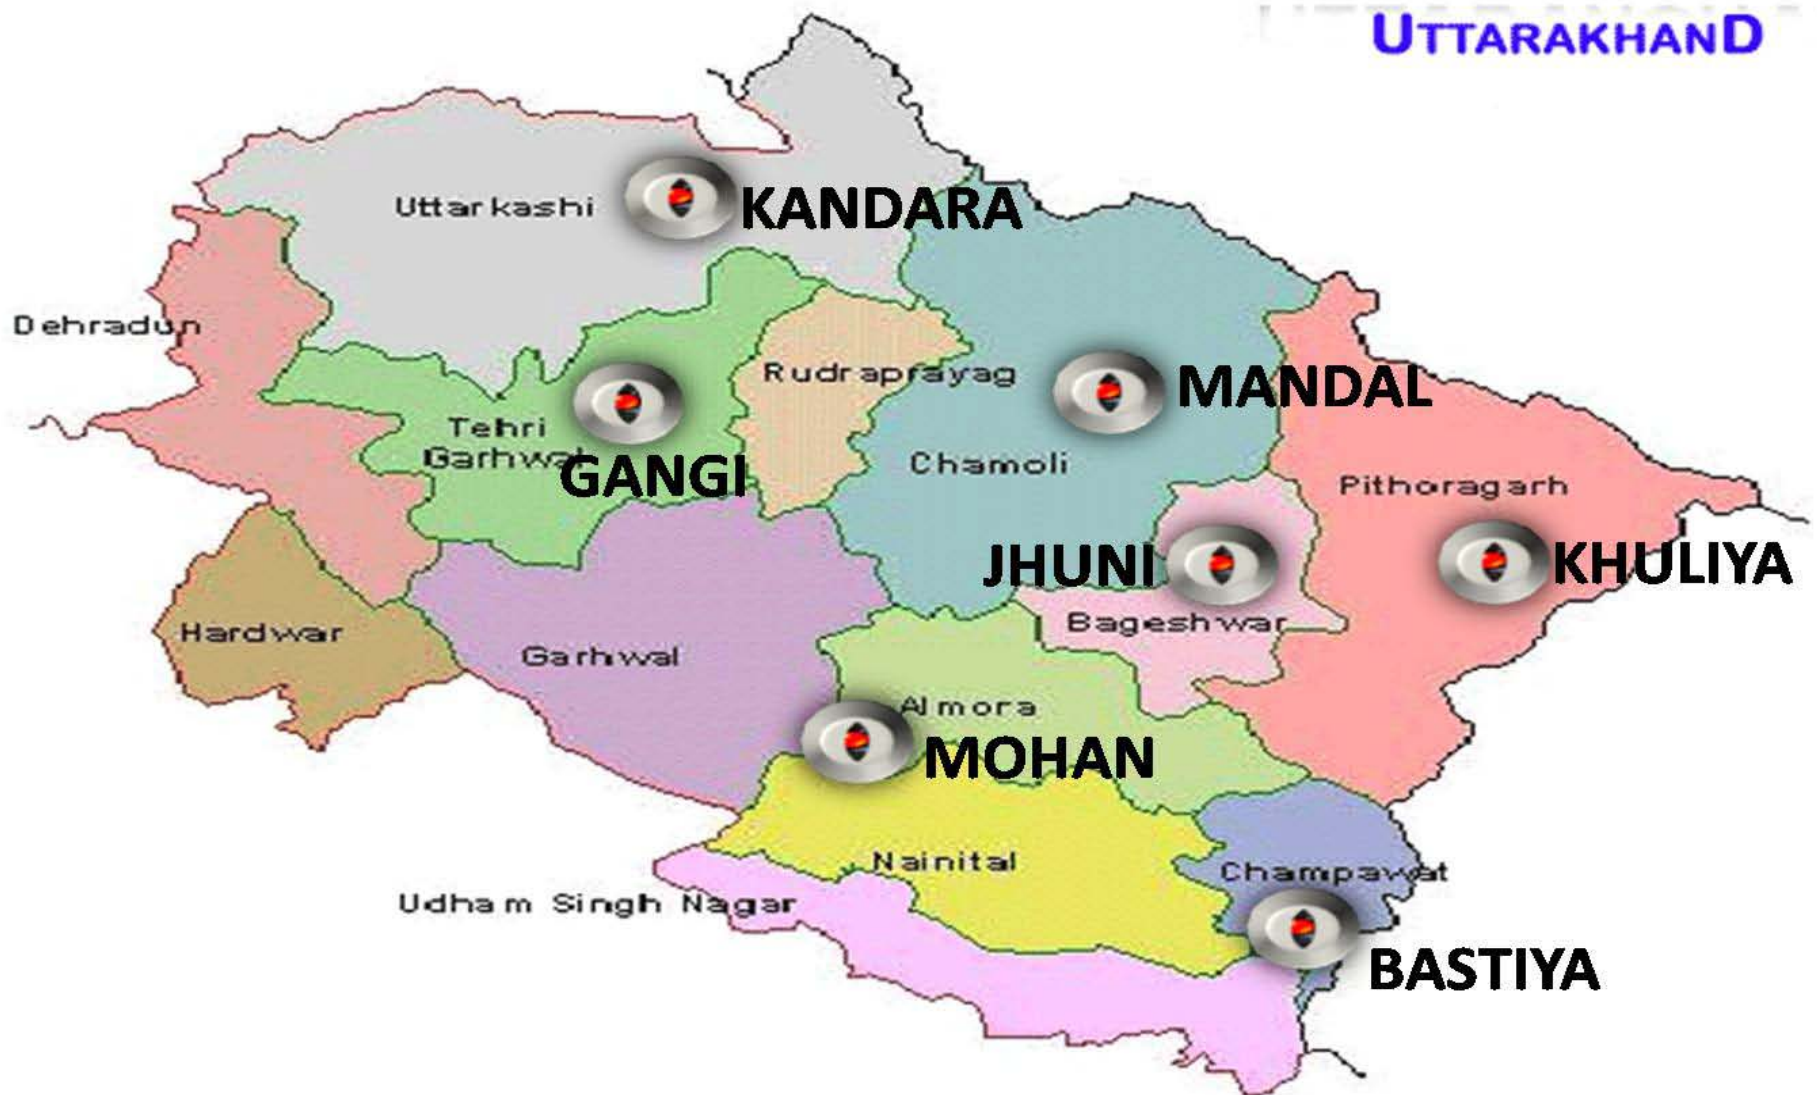 UTTARAKHAND
Uttarkashi
KANDARA
Dehradun
Rudraprayag
MANDAL
Tehri
Garhwal
GANGI
Chamoli
Pithoragarh
JHUNI
KHULIYA
Bageshwar
Hardwar
Garhwal
Almora
MOHAN
Nainital
Champawat
Udham Singh Nagar
BASTIYA